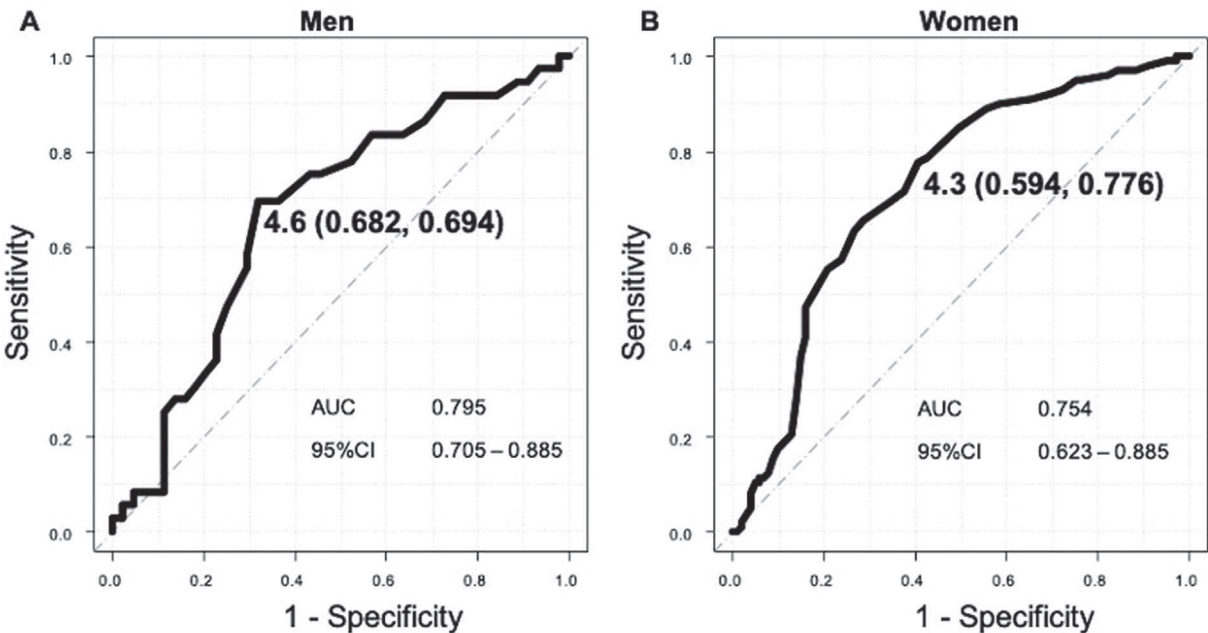 A
Men
1.0
0.8
0.6
0.4
0.2
0.0
Sensitivity
4.6 (0.682, 0.694)
AUC 0.795
95%CI 0.705 – 0.885
0.0 0.2 0.4 0.6 0.8 1.0
1 - Specificity
B
Women
1.0
0.8
0.6
0.4
0.2
0.0
Sensitivity
4.3 (0.594, 0.776)
AUC 0.754
95%CI 0.623 – 0.885
0.0 0.2 0.4 0.6 0.8 1.0
1 - Specificity